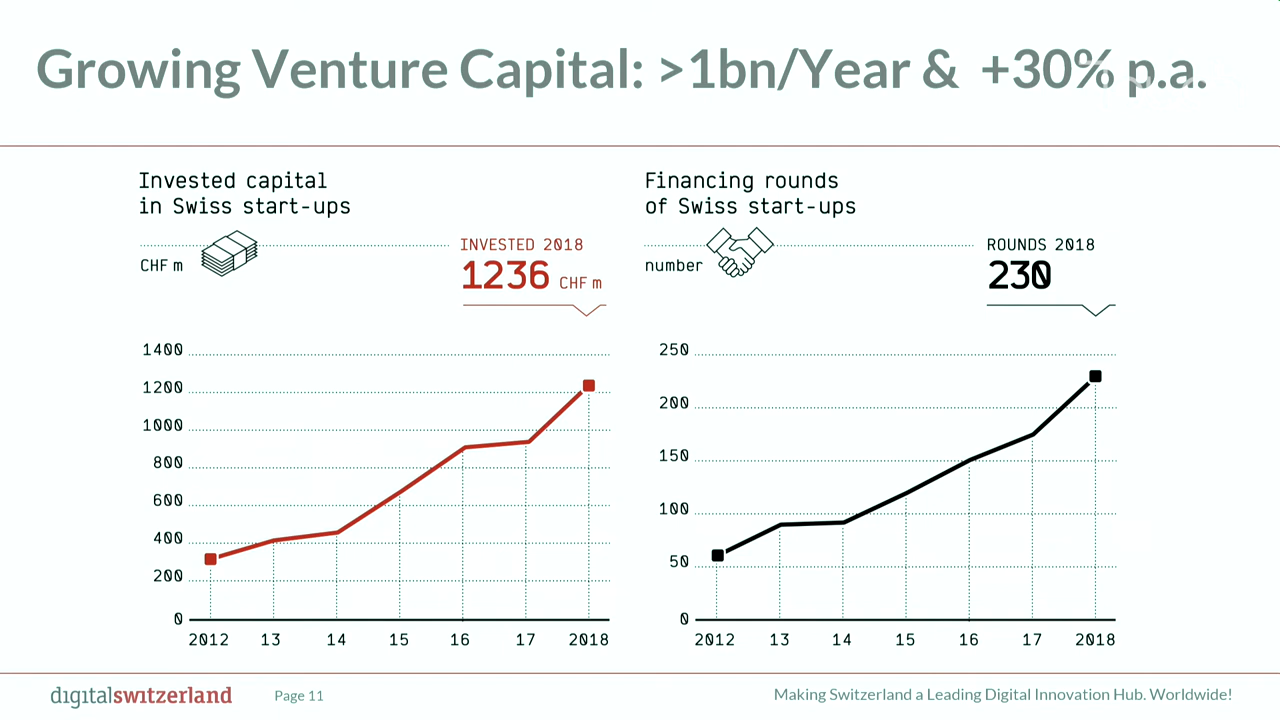 Growing Venture Capital: >1bn/Year & +30% p.a.
Invested capital
in Swiss start-ups
CHF m
INVESTED 2018
1236 CHF m
1400
1200
1000
800
600
400
200
0
2012 13 14 15 16 17 2018
Financing rounds
of Swiss start-ups
number
ROUNDS 2018
230
250
200
150
100
50
0
2012 13 14 15 16 17 2018
digitalswitzerland
Page 11
Making Switzerland a Leading Digital Innovation Hub. Worldwide!